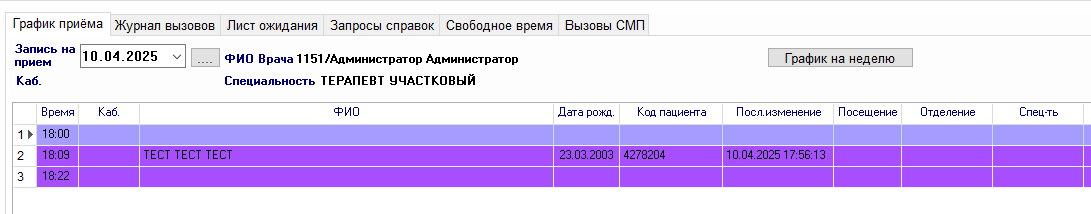 График приёма Журнал вызовов Лист ожидания Запросы справок Свободное время Вызовы СМП
Запись на прием 10.04.2025 .... ФИО Врача 1151/Администратор Администратор График на неделю
Каб. Специальность ТЕРАПЕВТ УЧАСТКОВЫЙ
Время Каб. ФИО Дата рожд. Код пациента Посл.изменение Посещение Отделение Спец-ть
1 18:00
2 18:09 ТЕСТ ТЕСТ ТЕСТ 23.03.2003 4278204 10.04.2025 17:56:13
3 18:22